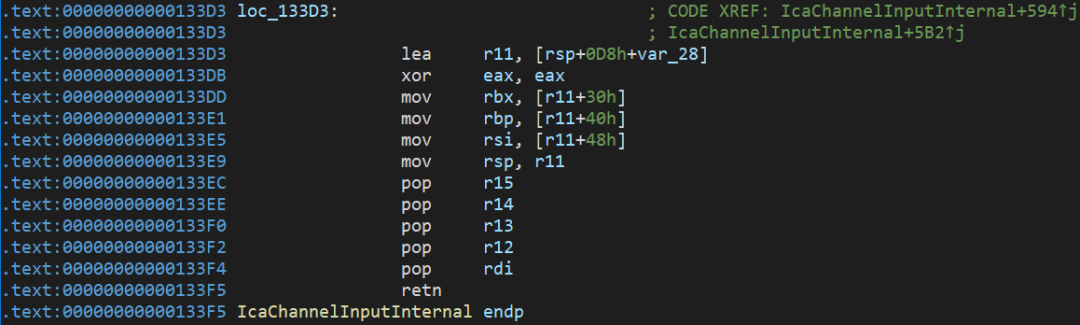 .text:00000000000133D3 loc_133D3: ; CODE XREF: IcaChannelInputInternal+594↑j
.text:00000000000133D3 ; IcaChannelInputInternal+5B2↑j
.text:00000000000133D3 lea r11, [rsp+0D8h+var_28]
.text:00000000000133DB xor eax, eax
.text:00000000000133DD mov rbx, [r11+30h]
.text:00000000000133E1 mov rbp, [r11+40h]
.text:00000000000133E5 mov rsi, [r11+48h]
.text:00000000000133E9 mov rsp, r11
.text:00000000000133EC pop r15
.text:00000000000133EE pop r14
.text:00000000000133F0 pop r13
.text:00000000000133F2 pop r12
.text:00000000000133F4 pop rdi
.text:00000000000133F5 retn
.text:00000000000133F5 IcaChannelInputInternal endp